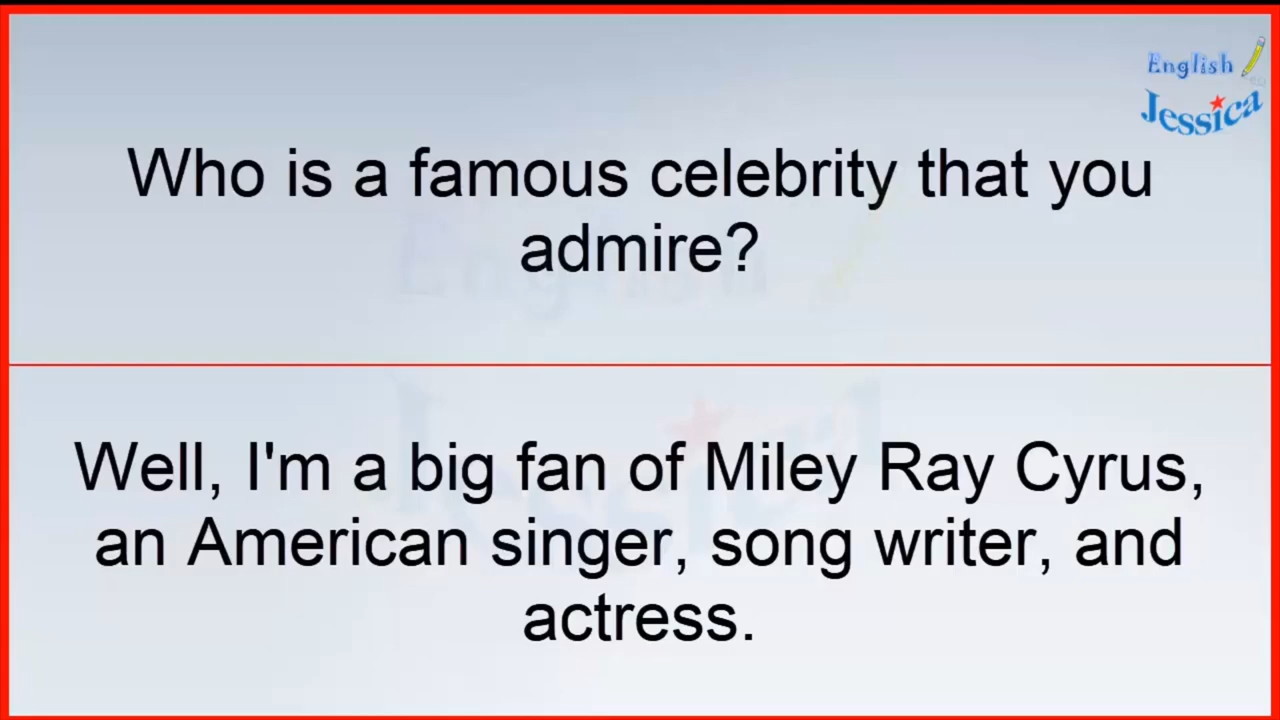 English
Jessica
Who is a famous celebrity that you
admire?
Well, I'm a big fan of Miley Ray Cyrus,
an American singer, song writer, and
actress.